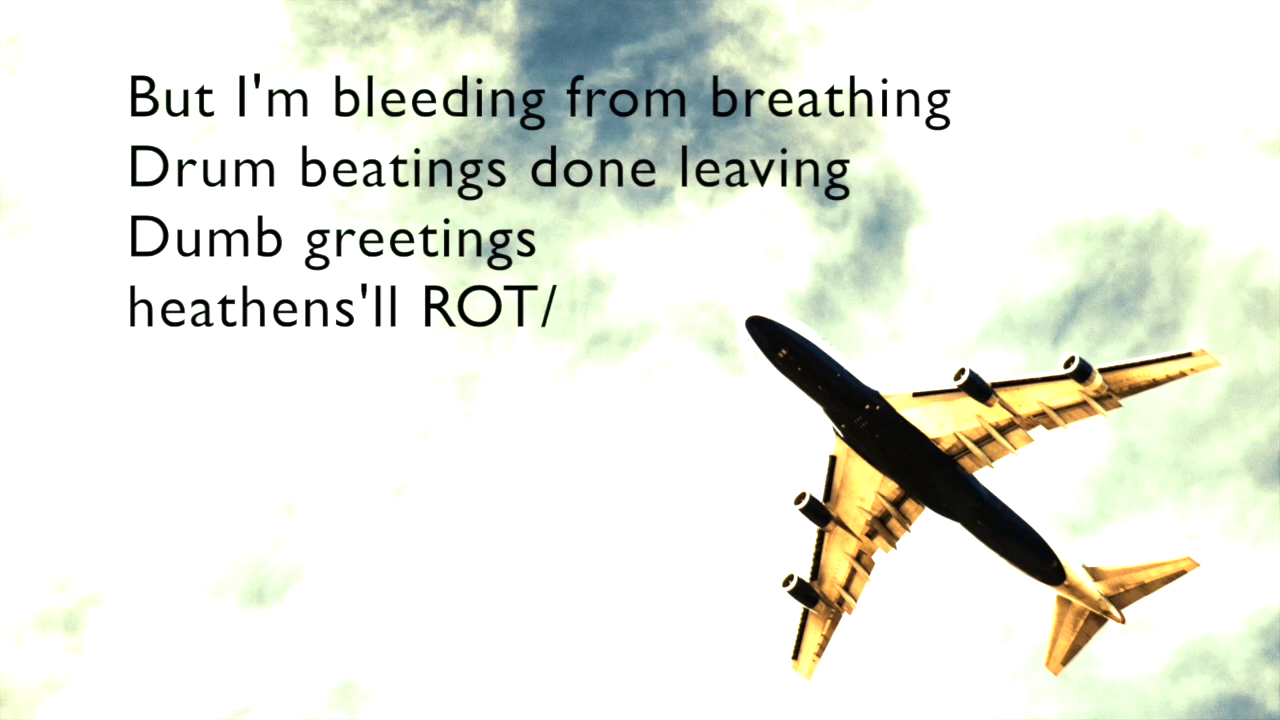 But I'm bleeding from breathing
Drum beatings done leaving
Dumb greetings
heathens'll ROT/